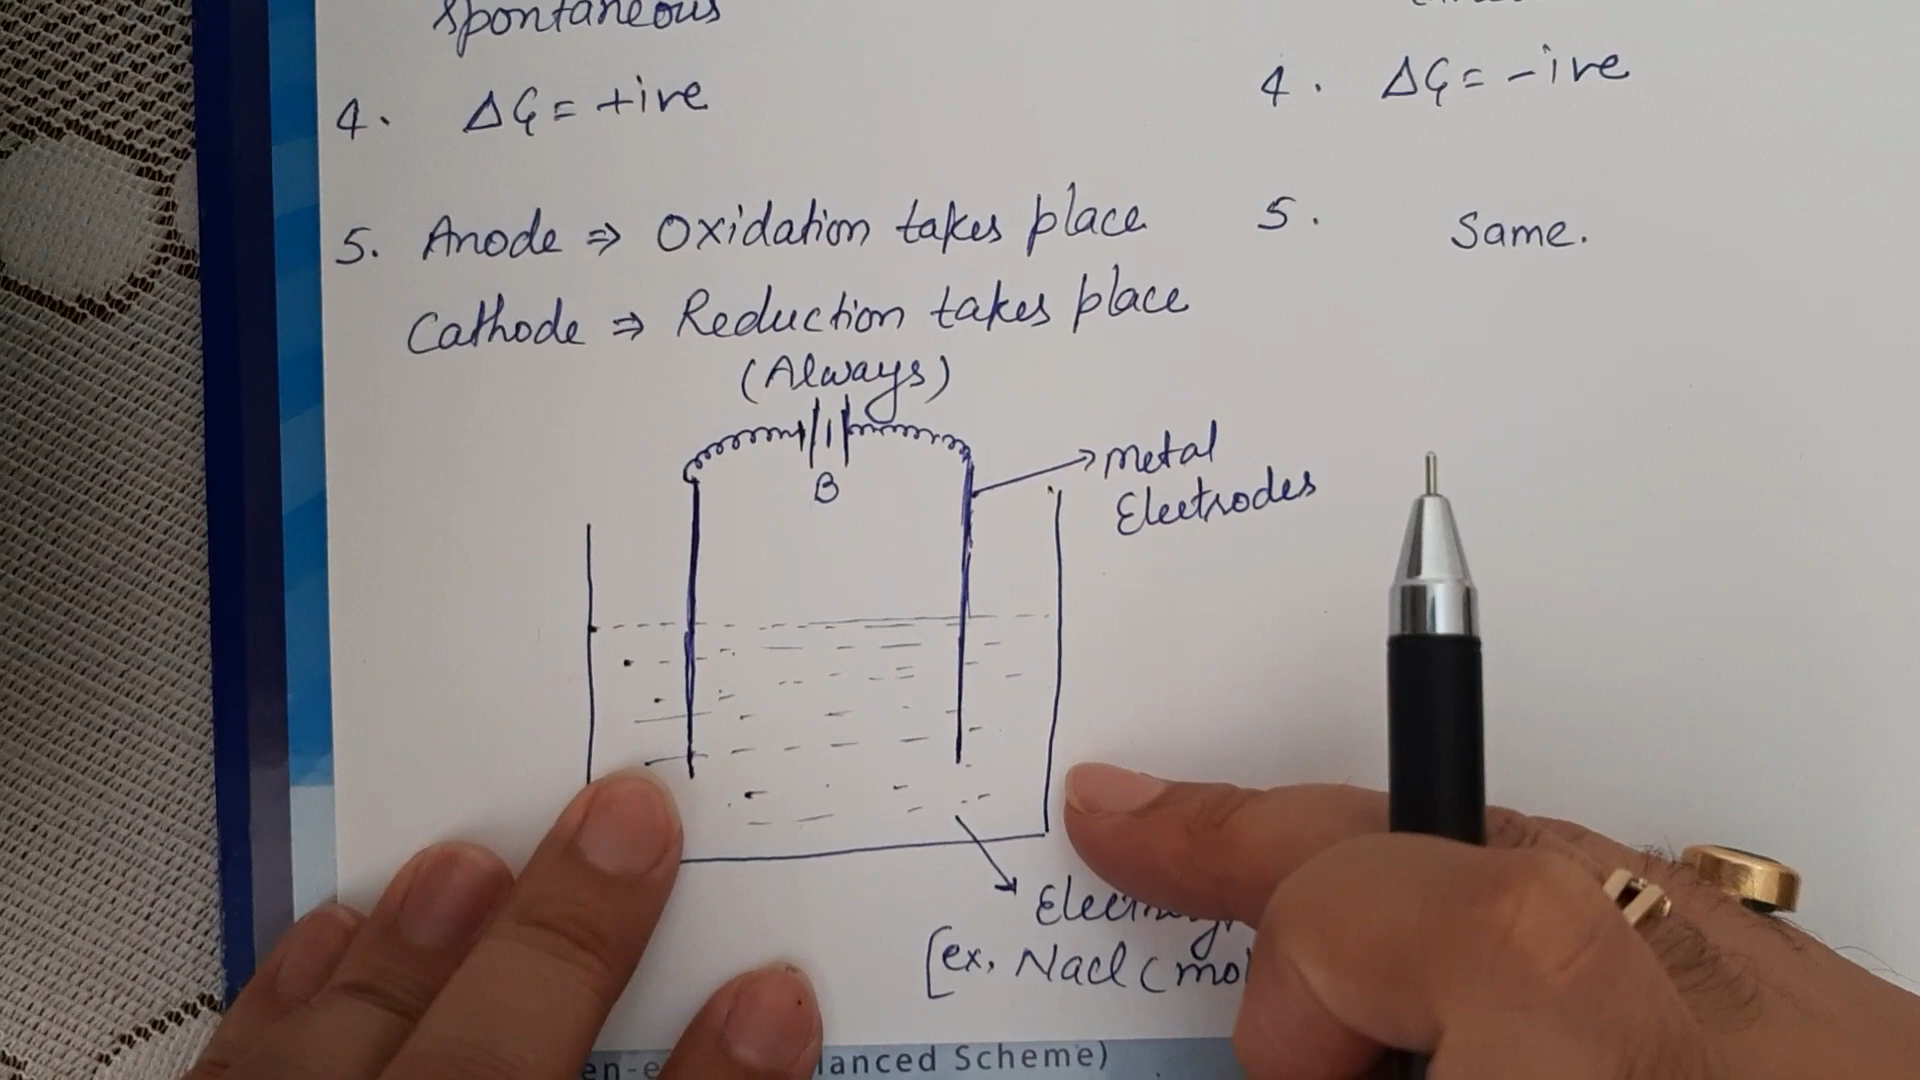 spontaneous
4. ΔG = +ive
4. ΔG = -ive
5. Anode ⇒ Oxidation takes place
Cathode ⇒ Reduction takes place
(Always)
5. Same.
B
→ metal
Electrodes
[ex, Nacl (mo
lanced Scheme)